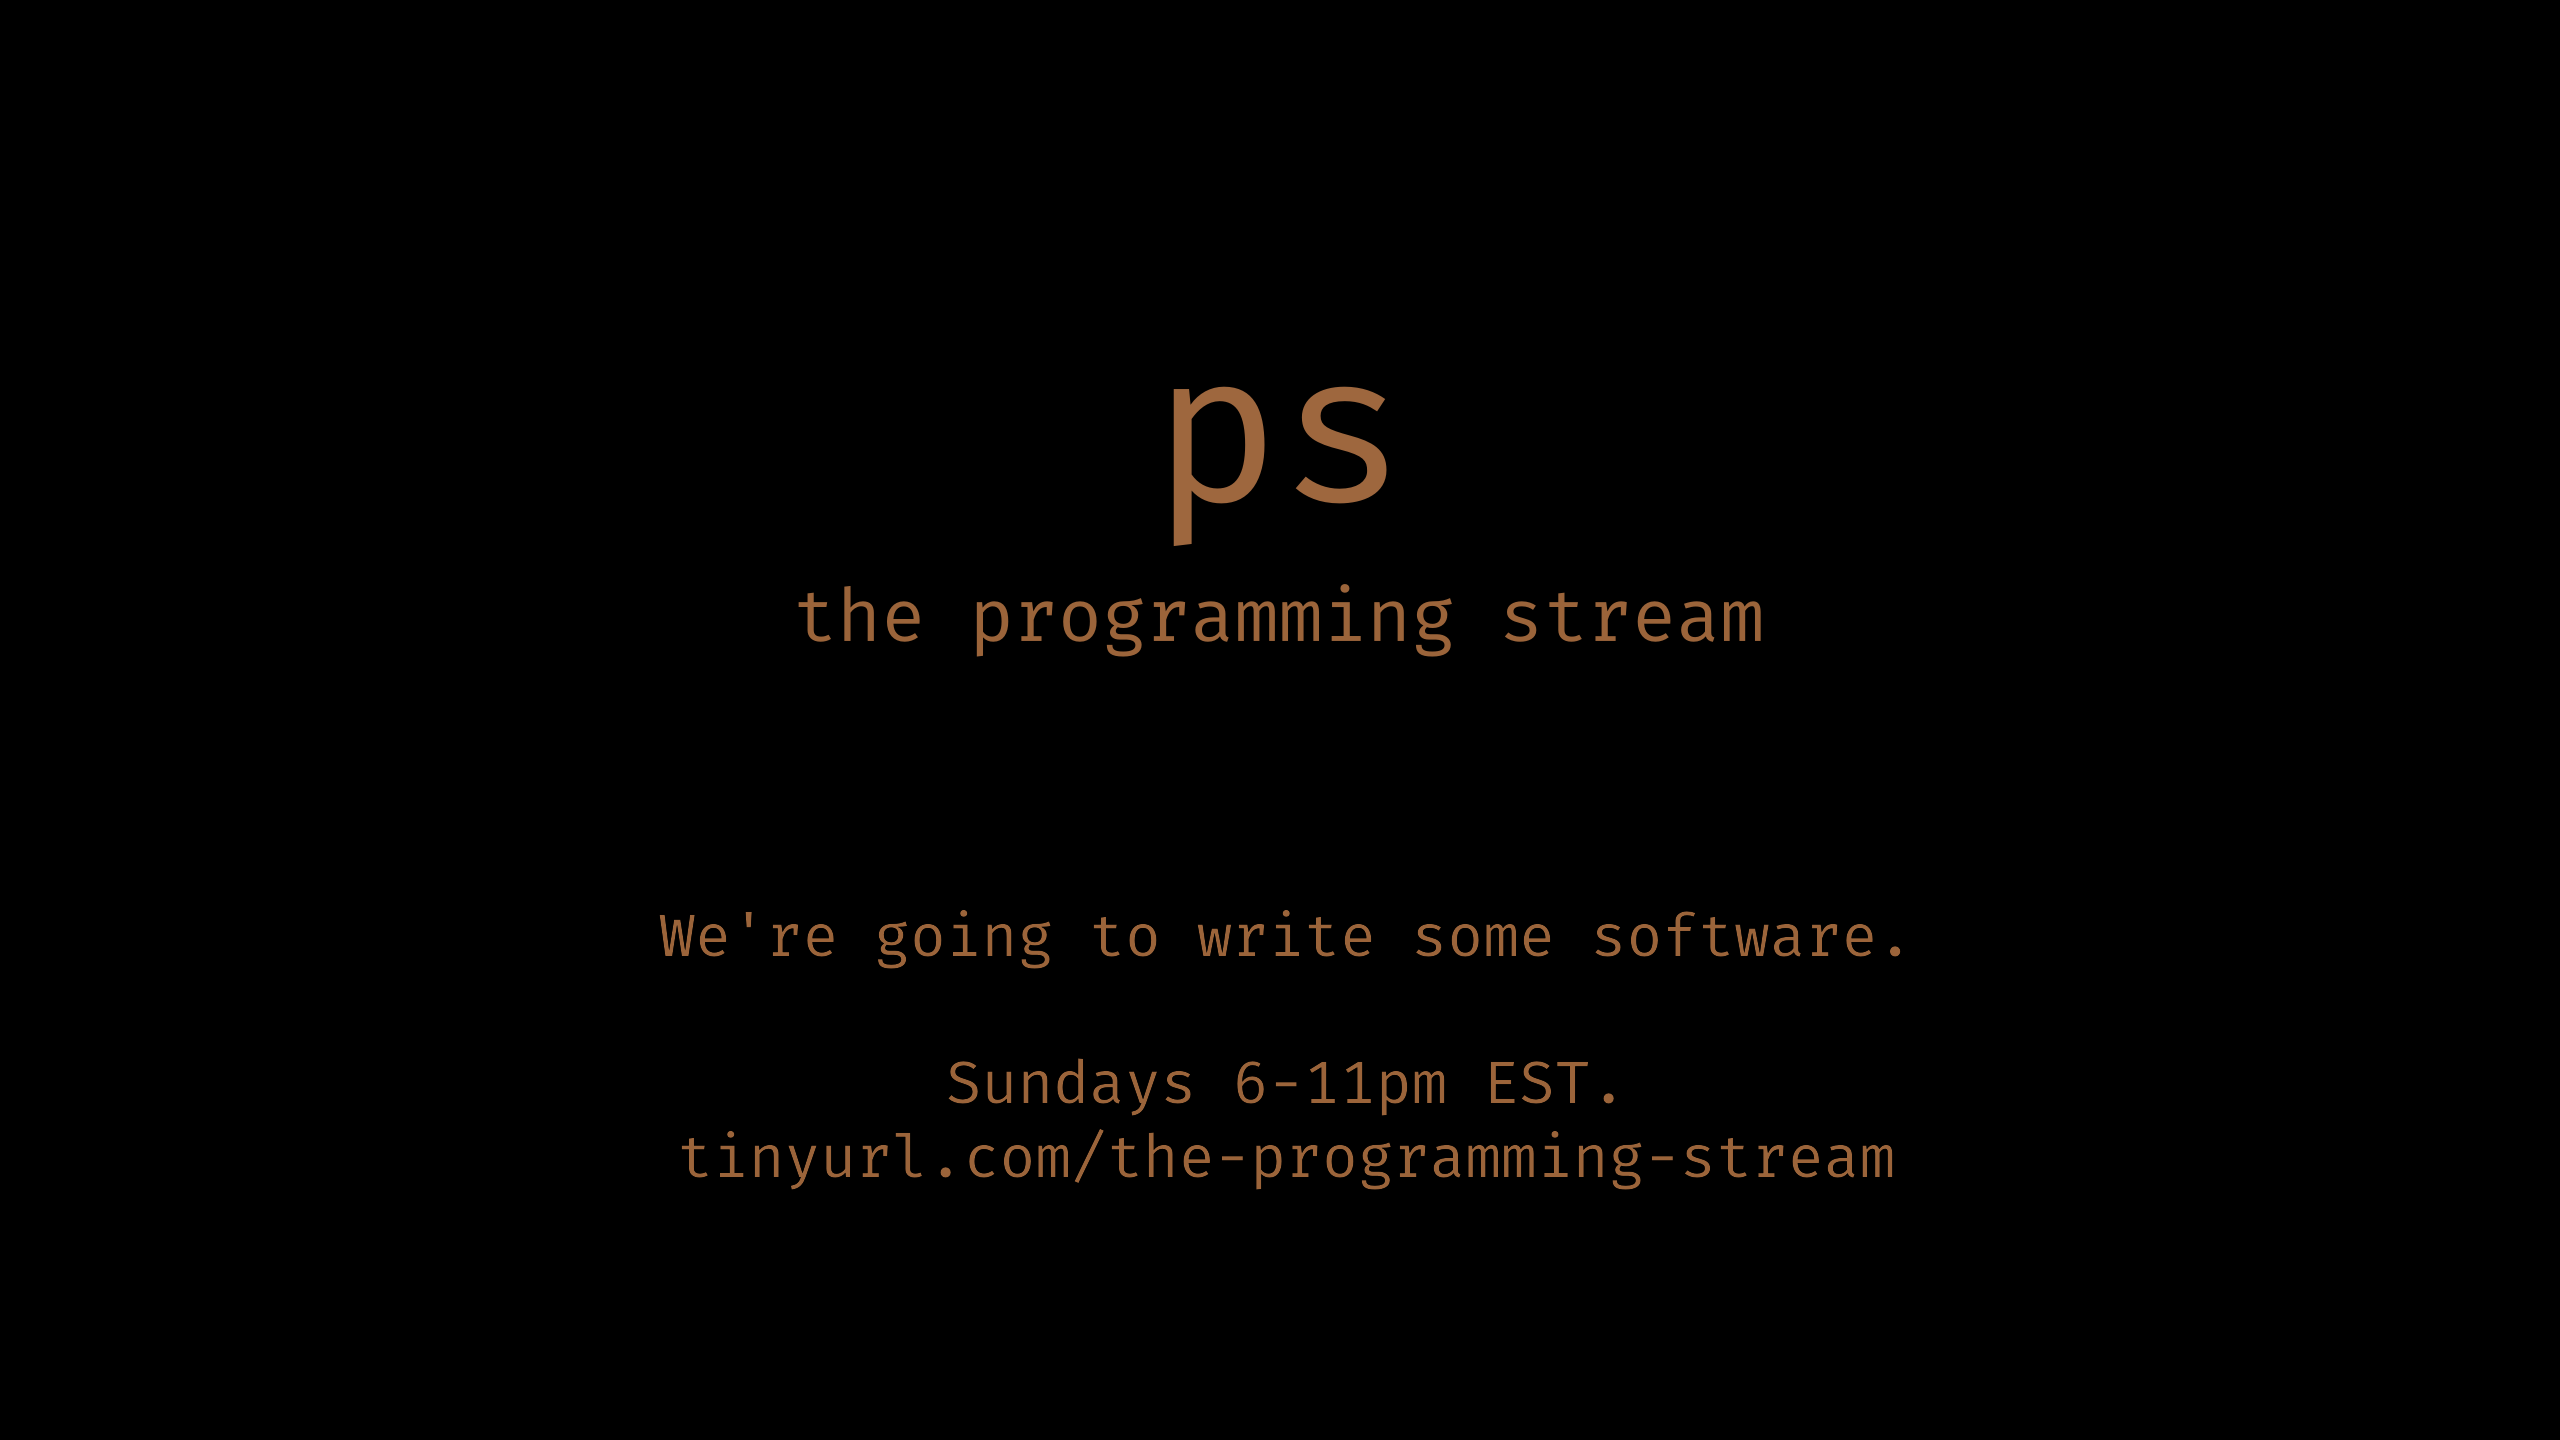 ps
the programming stream
We're going to write some software.
Sundays 6-11pm EST.
tinyurl.com/the-programming-stream